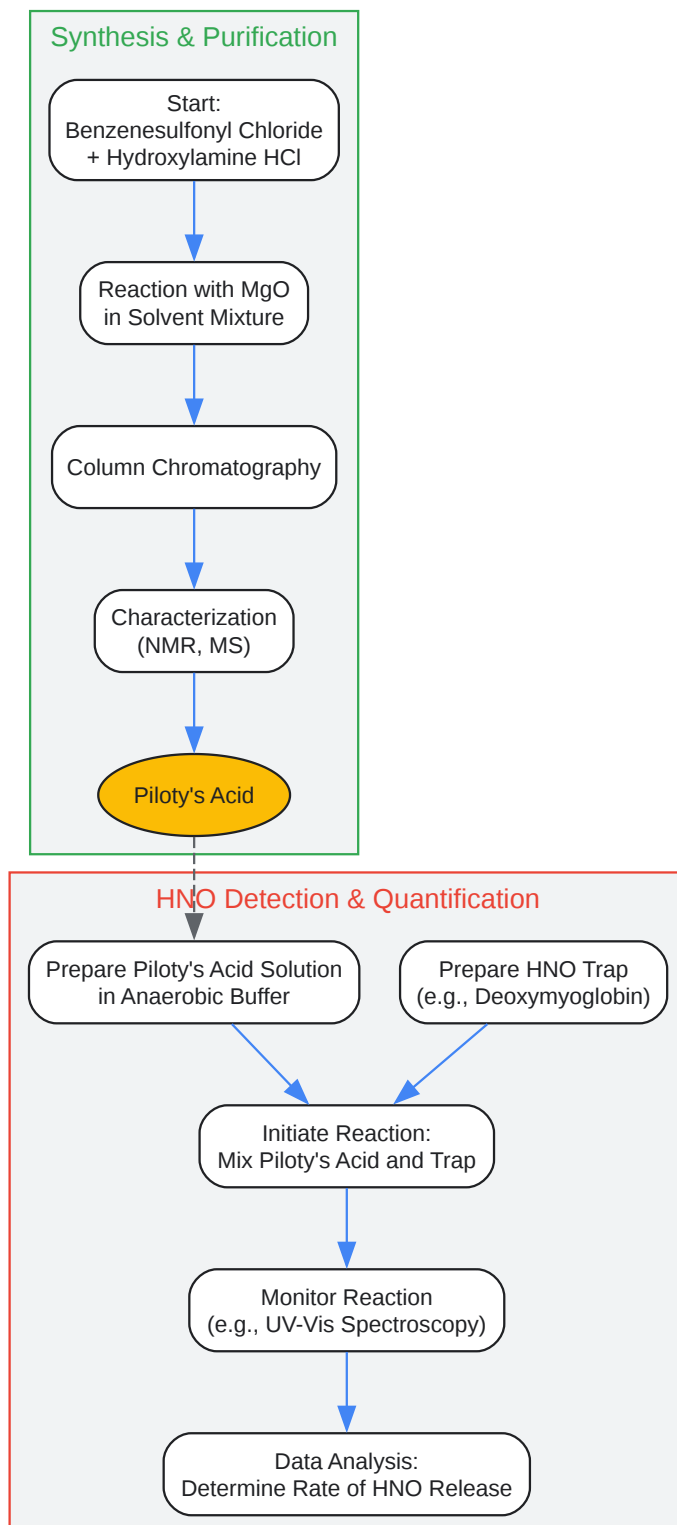 Synthesis & Purification
Start:
Benzenesulfonyl Chloride
+ Hydroxylamine HCl
Reaction with MgO
in Solvent Mixture
Column Chromatography
Characterization
(NMR, MS)
Piloty's Acid
HNO Detection & Quantification
Prepare Piloty's Acid Solution
in Anaerobic Buffer
Prepare HNO Trap
(e.g., Deoxymyoglobin)
Initiate Reaction:
Mix Piloty's Acid and Trap
Monitor Reaction
(e.g., UV-Vis Spectroscopy)
Data Analysis:
Determine Rate of HNO Release